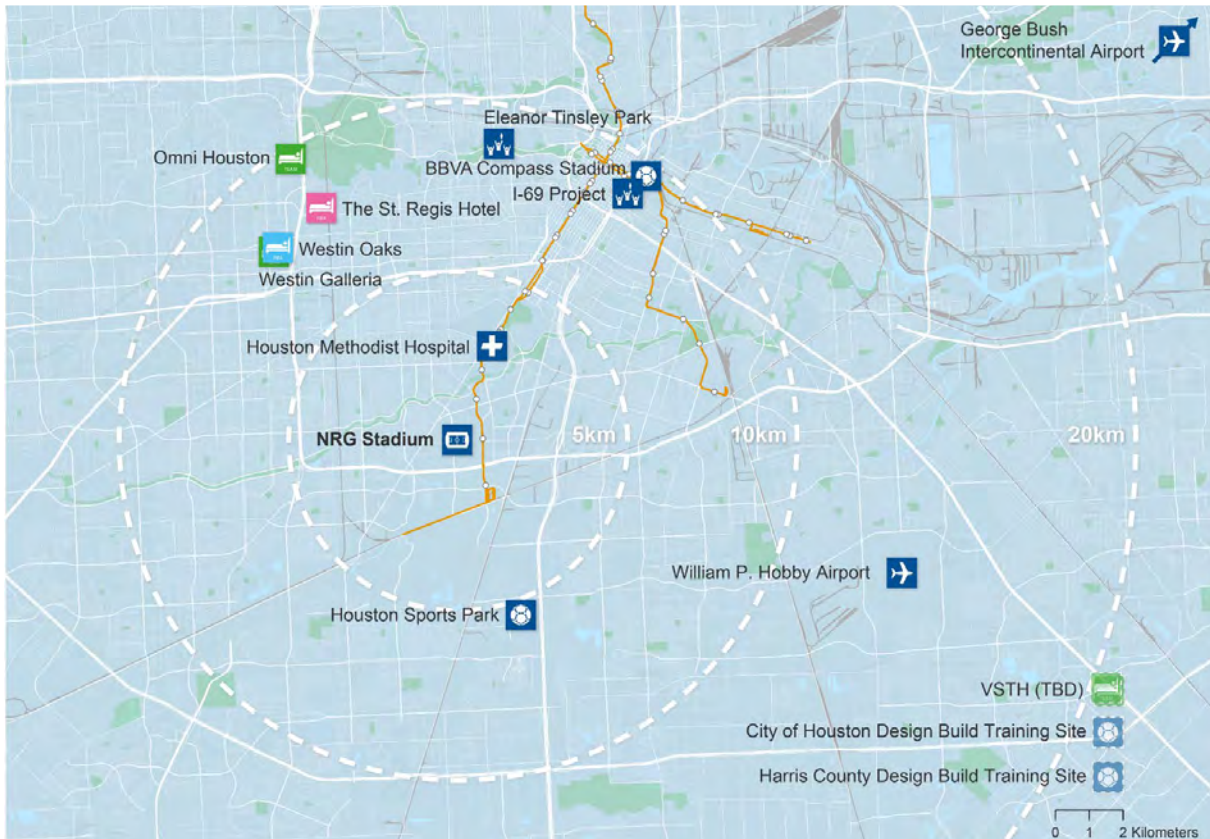 George Bush
Intercontinental Airport
Eleanor Tinsley Park
Omni Houston
BBVA Compass Stadium
I-69 Project
The St. Regis Hotel
Westin Oaks
Westin Galleria
Houston Methodist Hospital
NRG Stadium
5km
10km
20km
William P. Hobby Airport
Houston Sports Park
VSTH (TBD)
City of Houston Design Build Training Site
Harris County Design Build Training Site
0 1 2 Kilometers